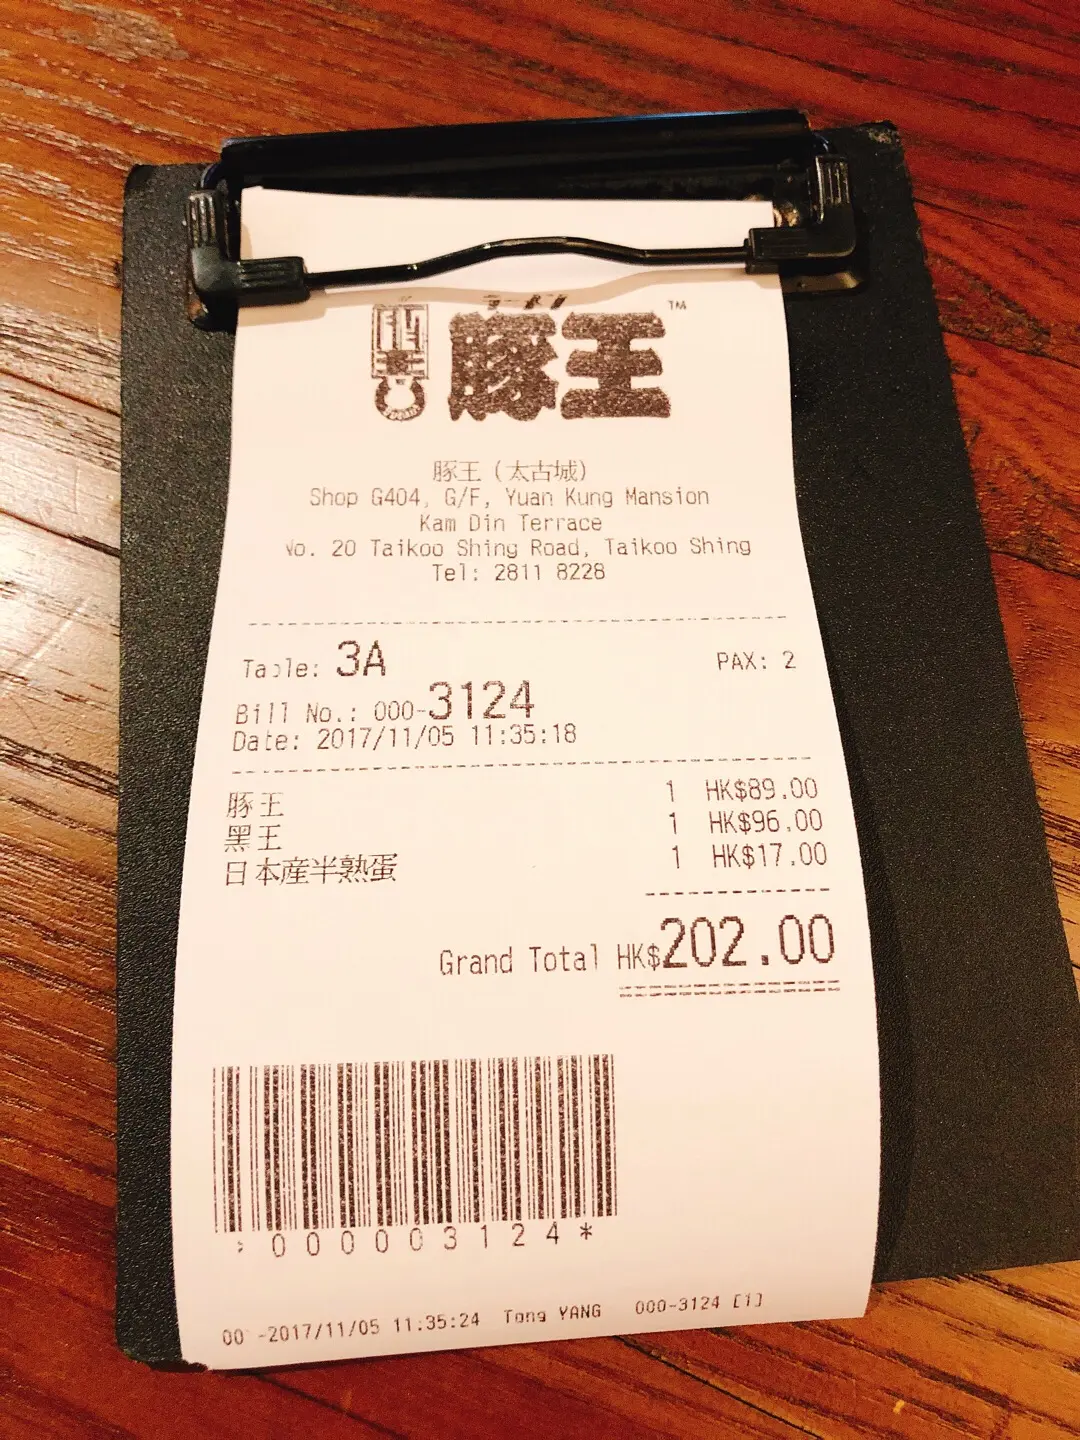 豚王 TM
豚王（太古城）
Shop G404, G/F, Yuan Kung Mansion
Kam Din Terrace
No. 20 Taikoo Shing Road, Taikoo Shing
Tel: 2811 8228
Table: 3A PAX: 2
Bill No.: 000-3124
Date: 2017/11/05 11:35:18
豚王 1 HK$89.00
黑王 1 HK$96.00
日本産半熟蛋 1 HK$17.00
Grand Total HK$202.00
000003124*
-2017/11/05 11:35:24 Tong YANG 000-3124 [1]